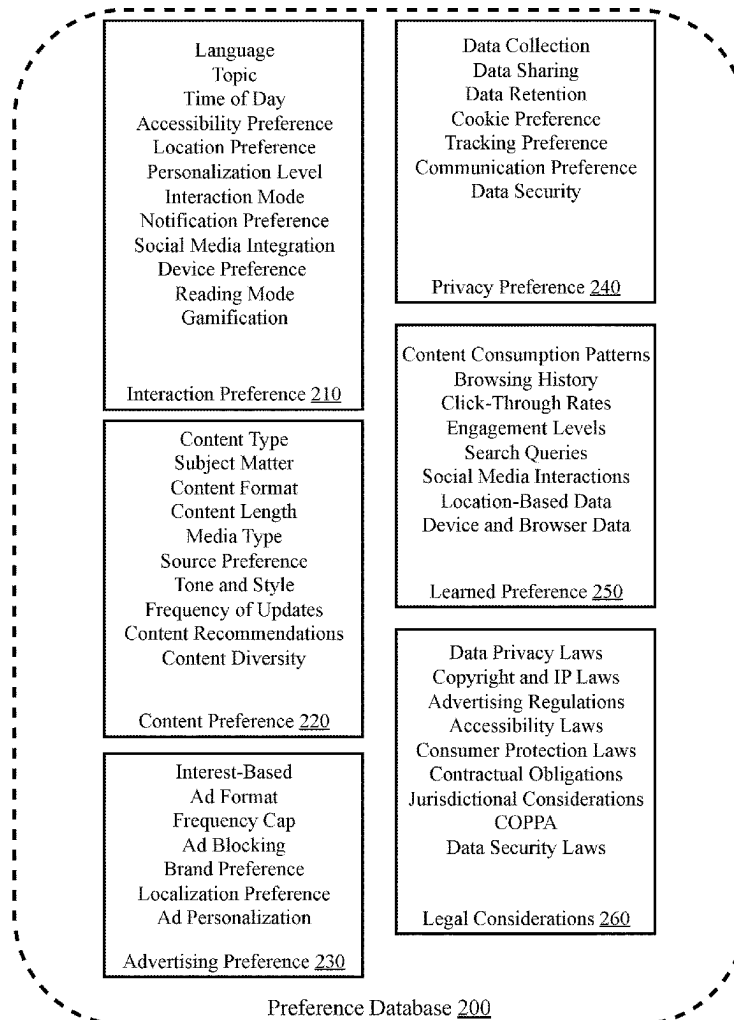 Language
Topic
Time of Day
Accessibility Preference
Location Preference
Personalization Level
Interaction Mode
Notification Preference
Social Media Integration
Device Preference
Reading Mode
Gamification
Interaction Preference 210
Content Type
Subject Matter
Content Format
Content Length
Media Type
Source Preference
Tone and Style
Frequency of Updates
Content Recommendations
Content Diversity
Content Preference 220
Interest-Based
Ad Format
Frequency Cap
Ad Blocking
Brand Preference
Localization Preference
Ad Personalization
Advertising Preference 230
Data Collection
Data Sharing
Data Retention
Cookie Preference
Tracking Preference
Communication Preference
Data Security
Privacy Preference 240
Content Consumption Patterns
Browsing History
Click-Through Rates
Engagement Levels
Search Queries
Social Media Interactions
Location-Based Data
Device and Browser Data
Learned Preference 250
Data Privacy Laws
Copyright and IP Laws
Advertising Regulations
Accessibility Laws
Consumer Protection Laws
Contractual Obligations
Jurisdictional Considerations
COPPA
Data Security Laws
Legal Considerations 260
Preference Database 200